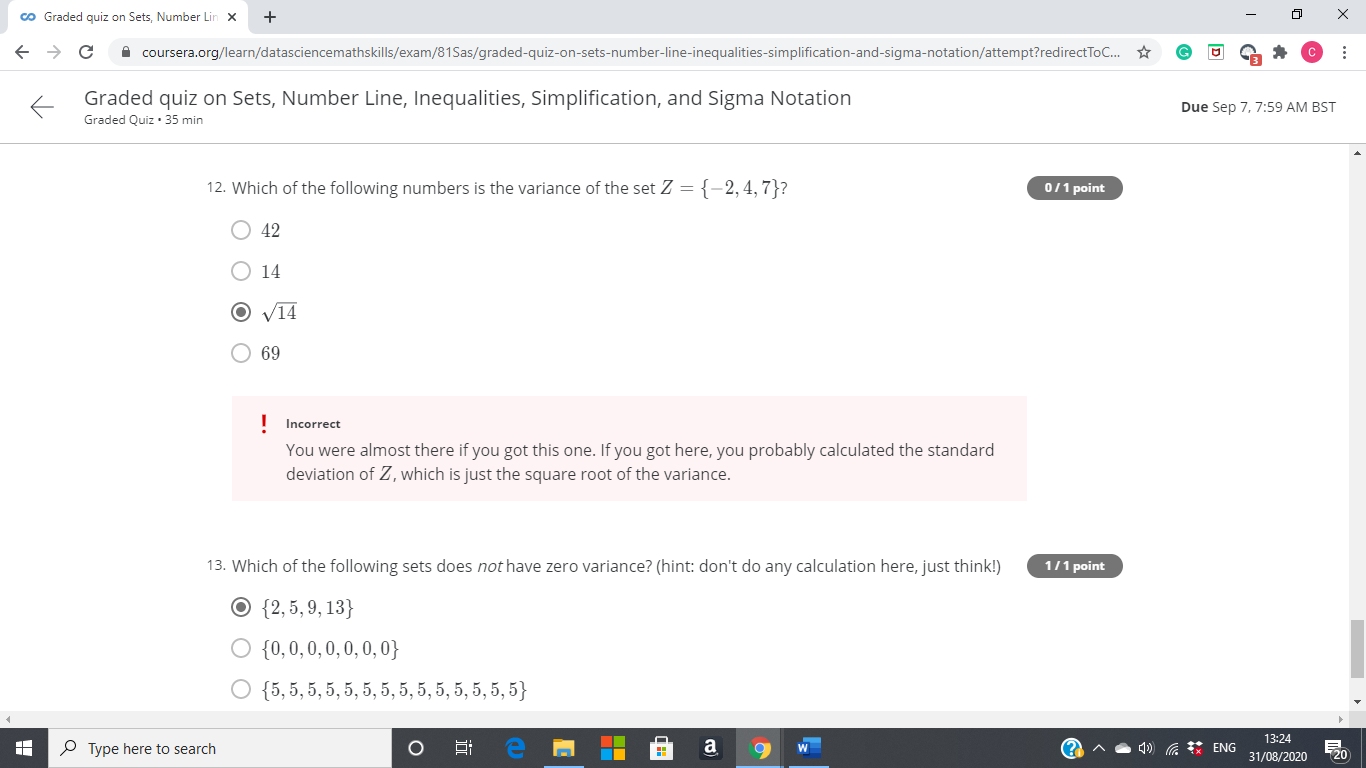 Graded quiz on Sets, Number Lin
coursera.org/learn/datasciencemathskills/exam/81Sas/graded-quiz-on-sets-number-line-inequalities-simplification-and-sigma-notation/attempt?redirectToC...
3
C
Graded quiz on Sets, Number Line, Inequalities, Simplification, and Sigma Notation
Graded Quiz • 35 min
Due Sep 7, 7:59 AM BST
12. Which of the following numbers is the variance of the set Z = {−2, 4, 7}?
0 / 1 point
42
14
√14
69
! Incorrect
You were almost there if you got this one. If you got here, you probably calculated the standard
deviation of Z, which is just the square root of the variance.
13. Which of the following sets does not have zero variance? (hint: don't do any calculation here, just think!)
1 / 1 point
{2, 5, 9, 13}
{0, 0, 0, 0, 0, 0, 0}
{5, 5, 5, 5, 5, 5, 5, 5, 5, 5, 5, 5, 5, 5}
Type here to search
ENG
13:24
31/08/2020
20